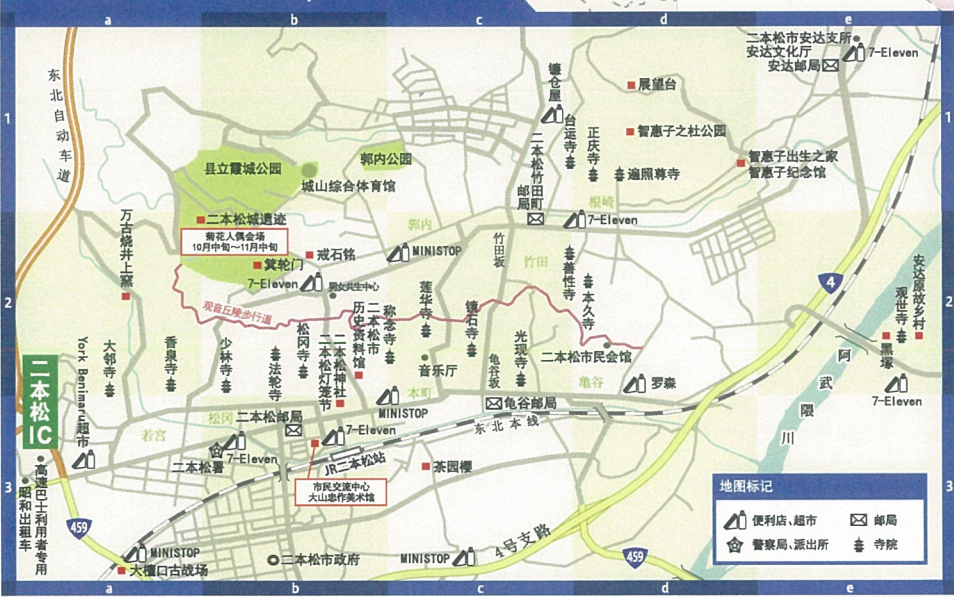 a
b
c
d
e
1
2
3
1
2
3
a
b
c
d
e
东北自动车道
二本松市安达支所
安达文化厅
安达邮局
7-Eleven
镰仓屋
展望台
台运寺
正庆寺
智惠子之杜公园
二本松竹田町邮局
遍照尊寺
智惠子出生之家
智惠子纪念馆
县立霞城公园
郭内公园
城山综合体育馆
根崎
7-Eleven
万古烧井上窑
二本松城遗迹
菊花人偶会场
10月中旬~11月中旬
郭内
竹田坂
竹田
戒石铭
MINISTOP
箕轮门
7-Eleven
男女共生中心
善性寺
本久寺
4
安达原故乡村
观世寺
黑塚
7-Eleven
观音丘陵步行道
二本松市
历史资料馆
称念寺
莲华寺
镜石寺
光现寺
二本松市民会馆
二本松IC
York Benimaru超市
大邻寺
香泉寺
少林寺
法轮寺
松冈寺
二本松灯笼节
二本松神社
音乐厅
龟谷坂
龟谷
罗森
阿武隈川
MINISTOP
本町
龟谷邮局
东北本线
松冈
二本松邮局
若宫
7-Eleven
7-Eleven
二本松署
JR二本松站
茶园樱
市民交流中心
大山忠作美术馆
高速巴士利用者专用
昭和出租车
459
MINISTOP
大檀口古战场
二本松市政府
MINISTOP
4号支路
459
地图标记
便利店、超市
邮局
警察局、派出所
寺院